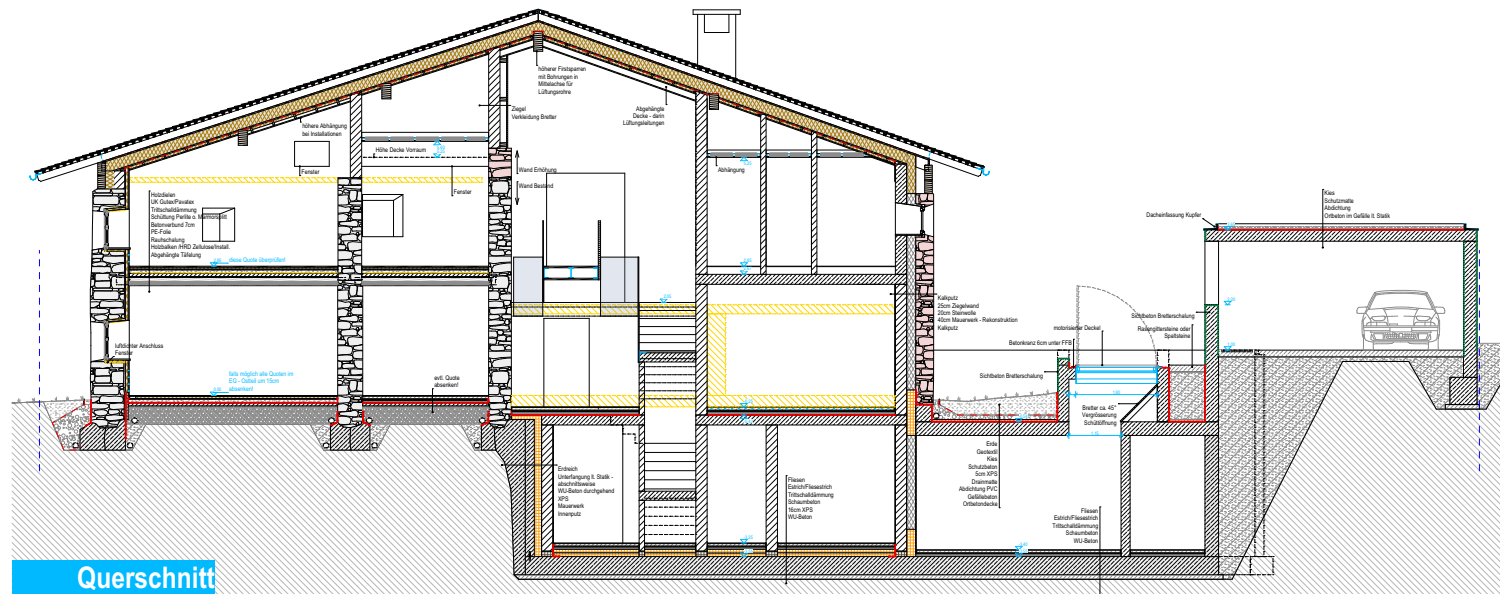 höherer Firstsparren
mit Bohrungen in
Mittelachse für
Lüftungsrohre
Ziegel
Verkleidung Bretter
Abgehängte
Decke - darin
Lüftungsleitungen
höhere Abhängung
bei Installationen
Höhe Decke Vorraum
Fenster
Fenster
Wand Erhöhung
Wand Bestand
Abhängung
Holzdielen
UK Gutex/Pavatex
Trittschalldämmung
Schüttung Perlite o. Marmorsplitt
Betonverbund 7cm
PE-Folie
Rauhschalung
Holzbalken /HRD Zellulose/Install.
Abgehängte Täfelung
diese Quote überprüfen!
Kies
Schutzmatte
Abdichtung
Ortbeton im Gefälle lt. Statik
Dacheinfassung Kupfer
Kalkputz
25cm Ziegelwand
20cm Steinwolle
40cm Mauerwerk - Rekonstruktion
Kalkputz
Sichtbeton Bretterschalung
motorisierter Deckel
Rasengittersteine oder
Spaltsteine
Betonkranz 6cm unter FFB
luftdichter Anschluss
Fenster
falls möglich alle Quoten im
EG - Ostteil um 15cm
absenken!
evtl. Quote
absenken!
Sichtbeton Bretterschalung
Bretter ca. 45°
Vergrösserung
Schüttöffnung
Erde
Geotextil
Kies
Schutzbeton
5cm XPS
Drainmatte
Abdichtung PVC
Gefällebeton
Ortbetondecke
Erdreich
Unterfangung lt. Statik -
abschnittsweise
WU-Beton durchgehend
XPS
Mauerwerk
Innenputz
Fliesen
Estrich/Fliesestrich
Trittschalldämmung
Schaumbeton
16cm XPS
WU-Beton
Fliesen
Estrich/Fliesestrich
Trittschalldämmung
Schaumbeton
WU-Beton
Querschnitt